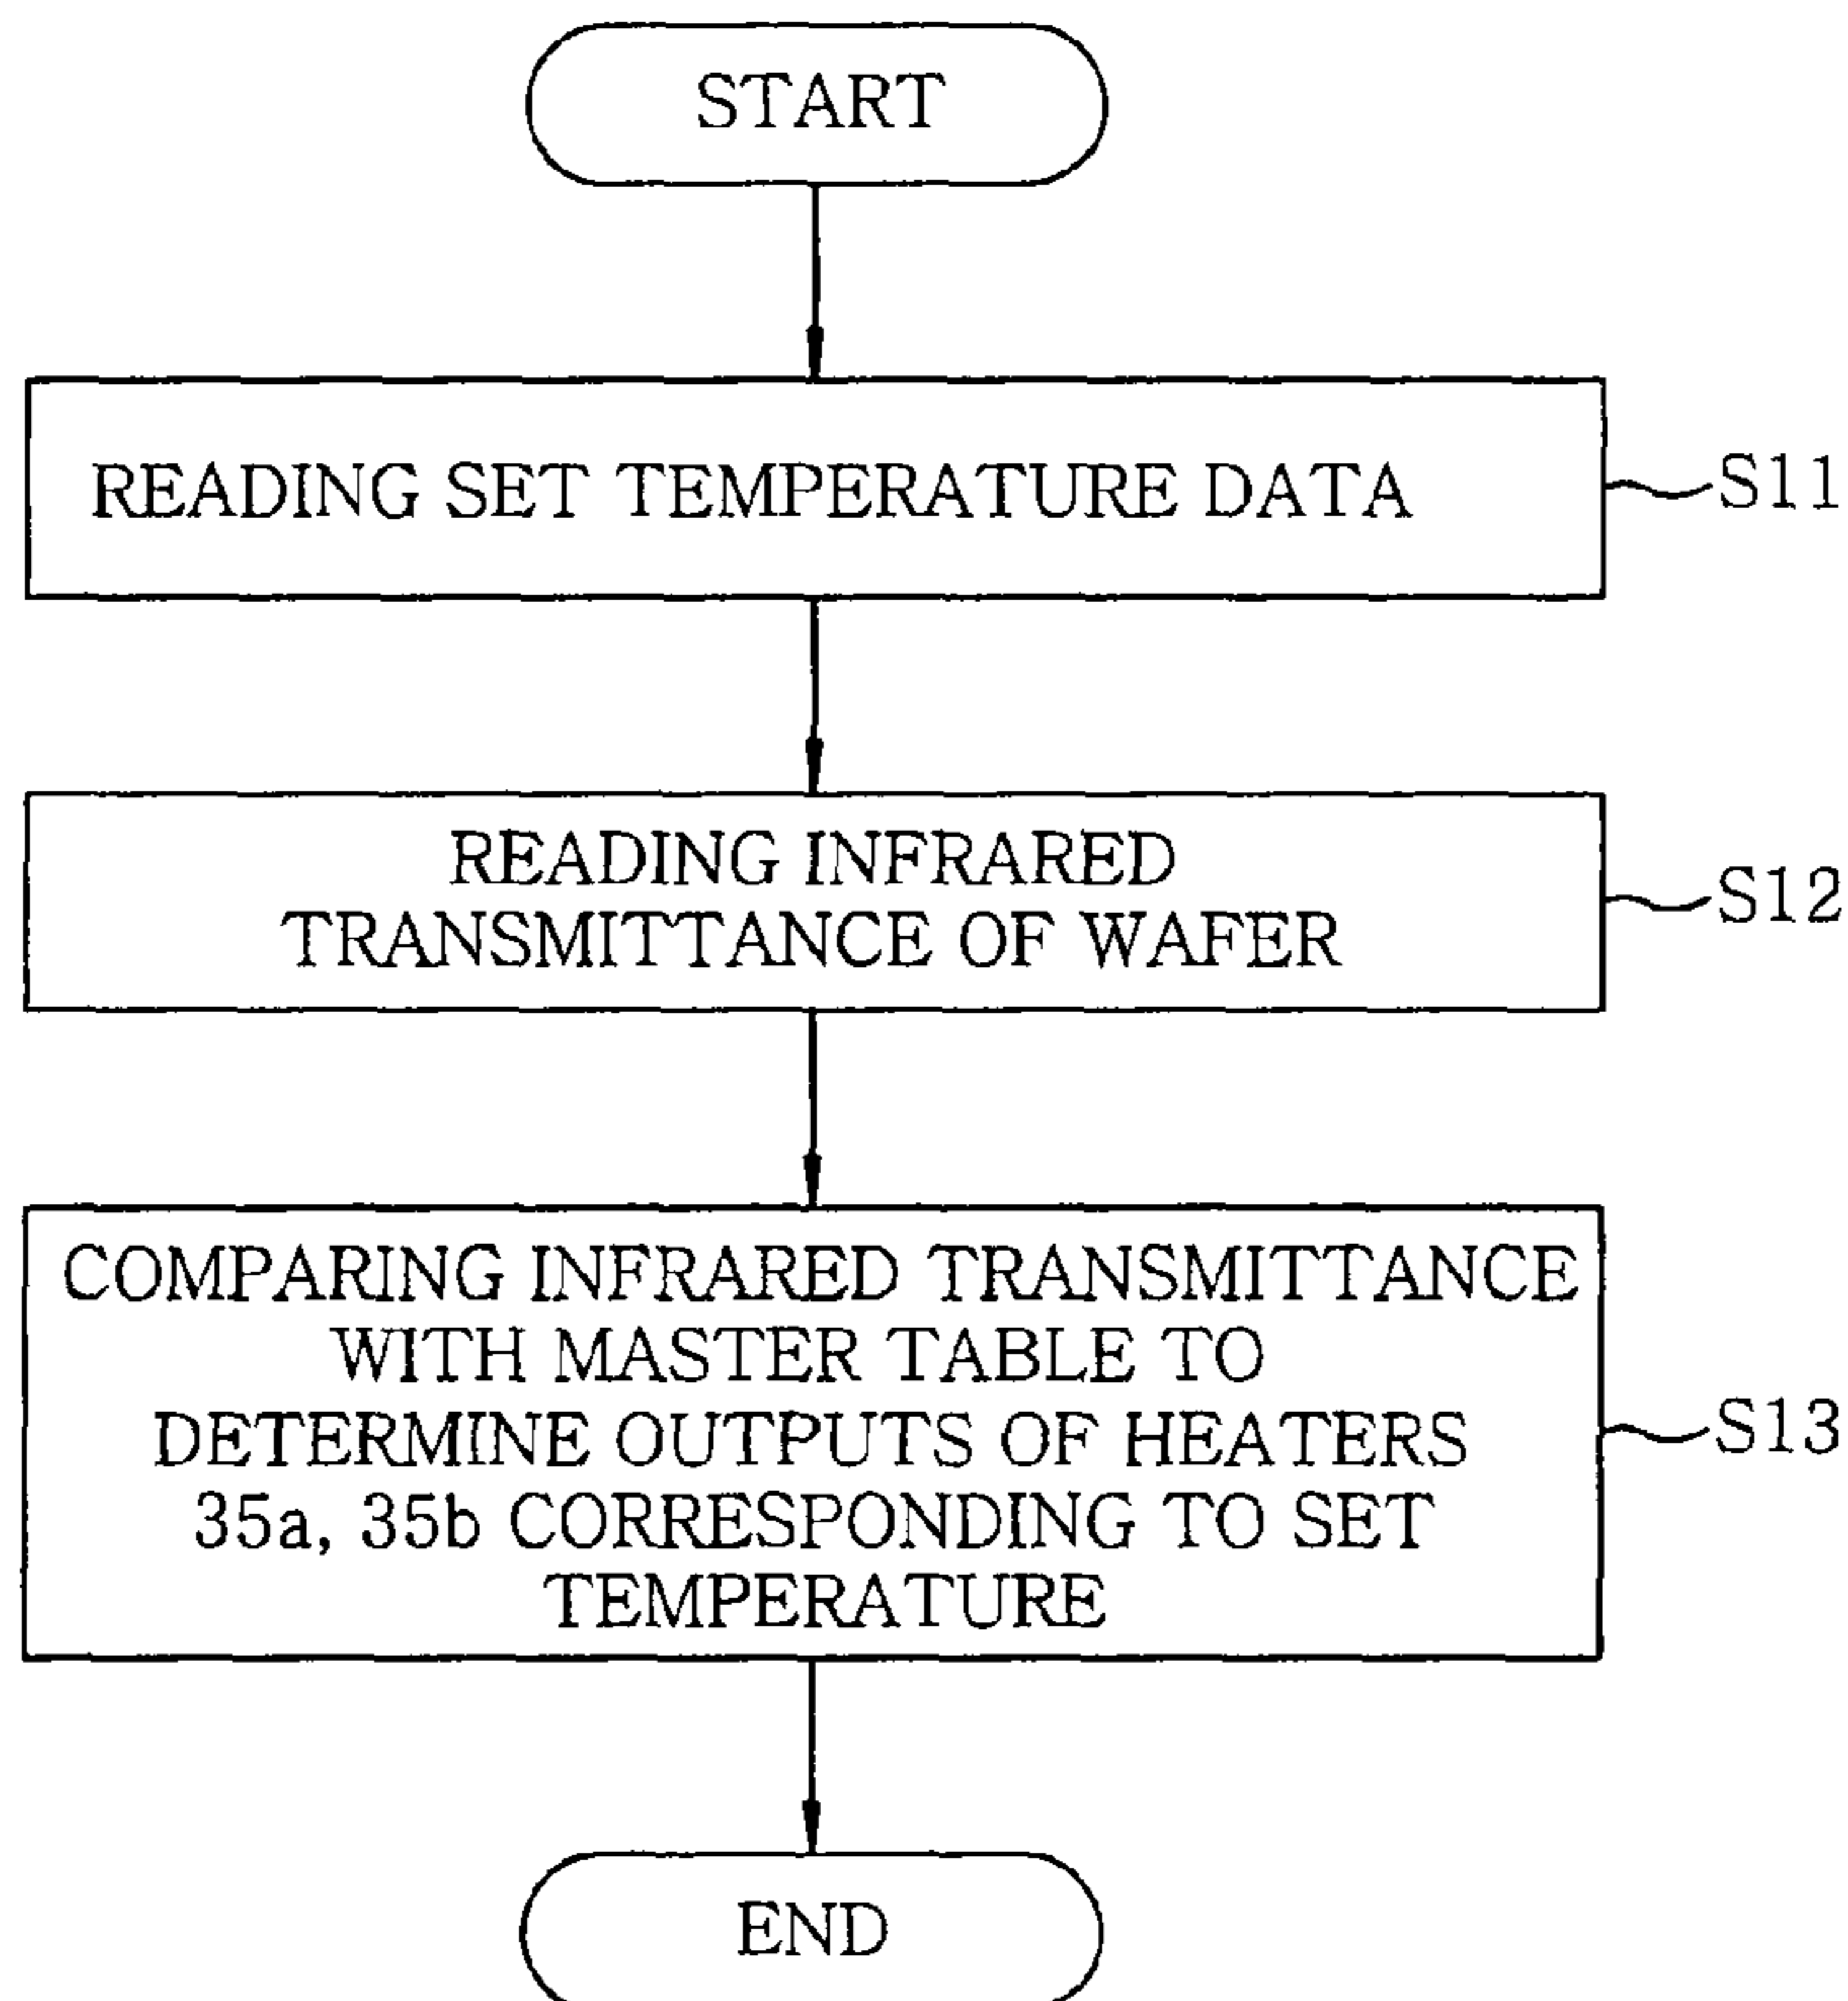 START
READING SET TEMPERATURE DATA
S11
READING INFRARED
TRANSMITTANCE OF WAFER
S12
COMPARING INFRARED TRANSMITTANCE
WITH MASTER TABLE TO
DETERMINE OUTPUTS OF HEATERS
35a, 35b CORRESPONDING TO SET
TEMPERATURE
S13
END